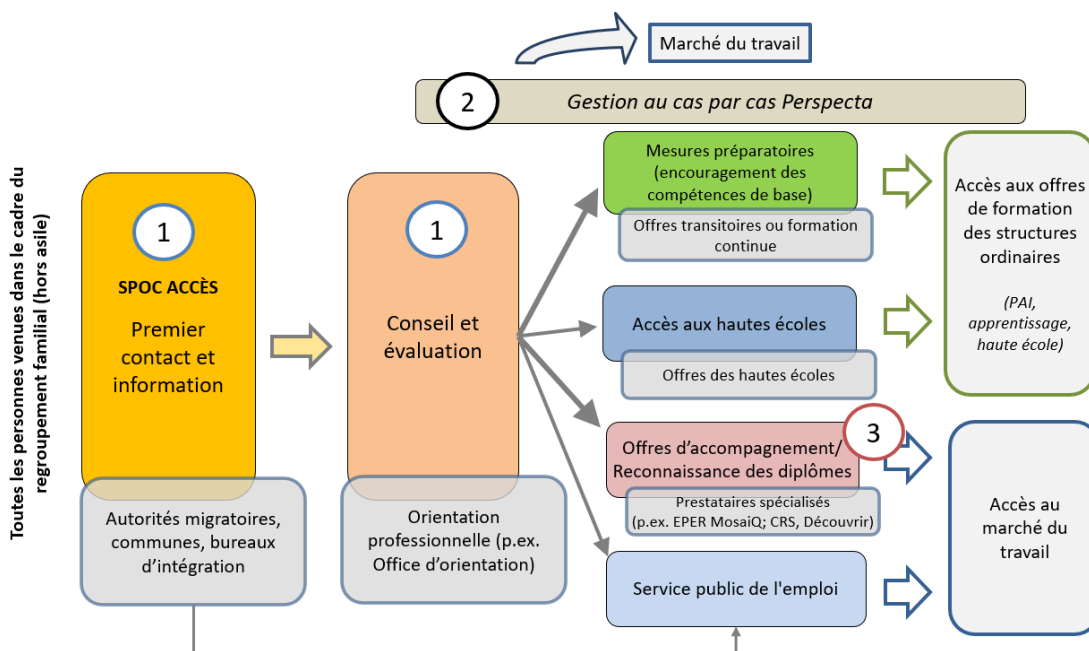 Marché du travail
2
Gestion au cas par cas Perspecta
Toutes les personnes venues dans le cadre du
regroupement familial (hors asile)
1
SPOC ACCÈS
Premier
contact et
information
Autorités migratoires,
communes, bureaux
d’intégration
1
Conseil et
évaluation
Orientation
professionnelle (p.ex.
Office d’orientation)
Mesures préparatoires
(encouragement des
compétences de base)
Offres transitoires ou formation
continue
Accès aux hautes écoles
Offres des hautes écoles
3
Offres d’accompagnement/
Reconnaissance des diplômes
Prestataires spécialisés
(p.ex. EPER MosaiQ; CRS, Découvrir)
Service public de l'emploi
Accès aux offres
de formation
des structures
ordinaires
(PAI,
apprentissage,
haute école)
Accès au
marché du
travail